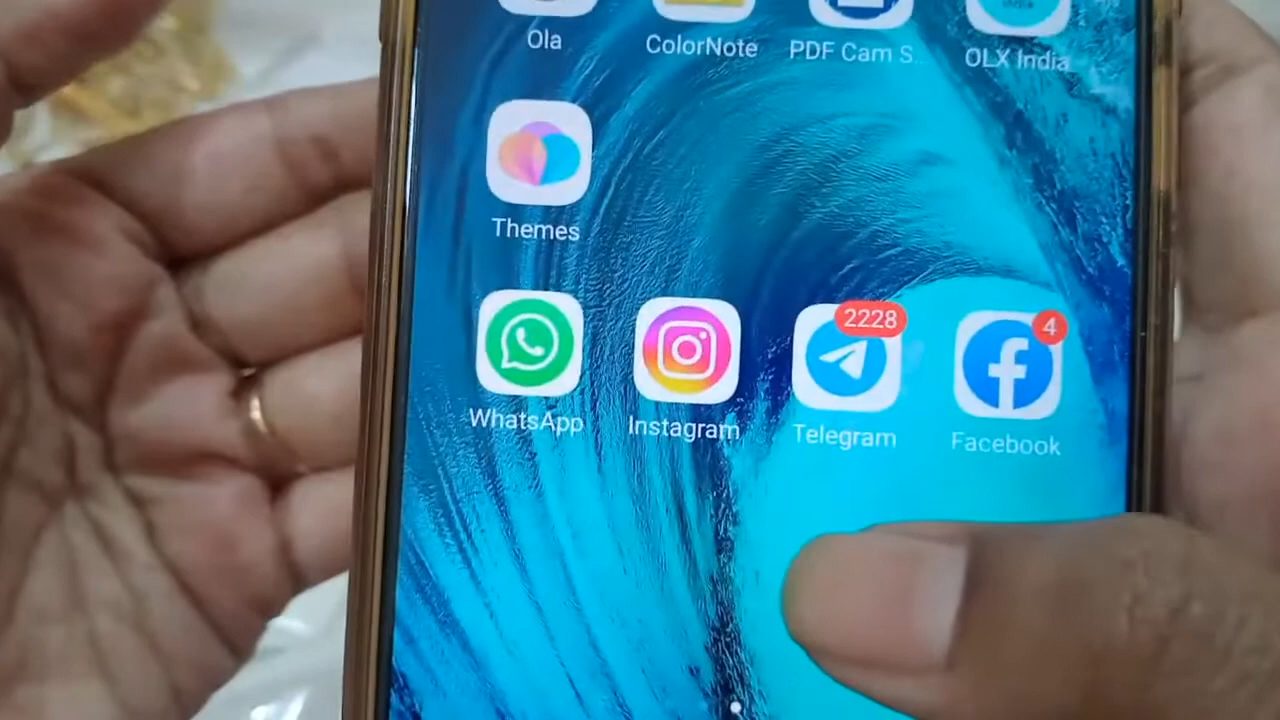 Ola
ColorNote
PDF Cam S...
OLX India
Themes
2228
4
WhatsApp
Instagram
Telegram
Facebook